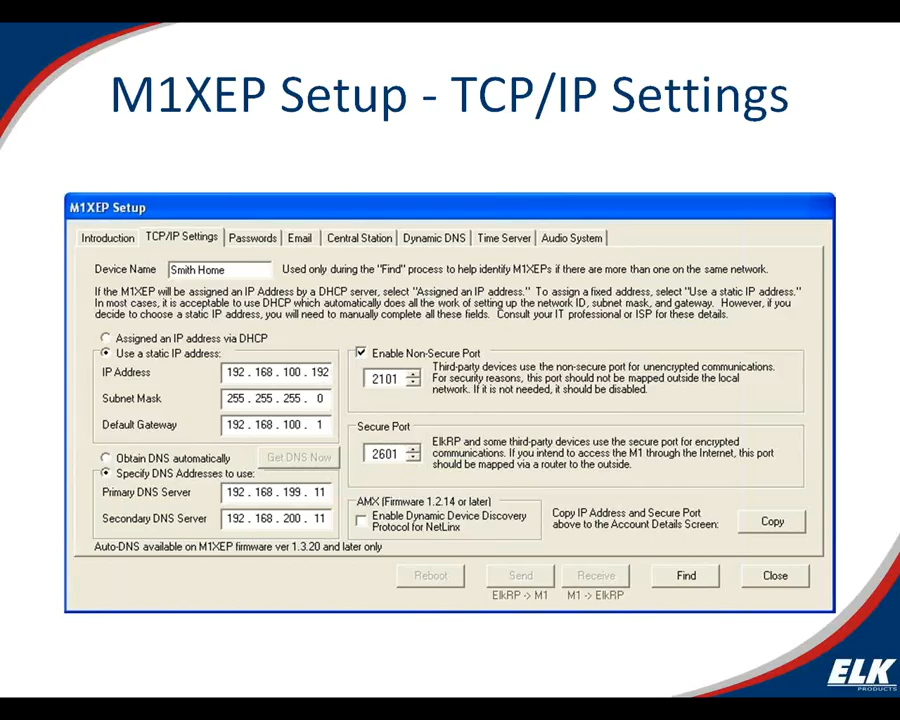 M1XEP Setup - TCP/IP Settings
M1XEP Setup
Introduction TCP/IP Settings Passwords Email Central Station Dynamic DNS Time Server Audio System
Device Name Smith Home Used only during the "Find" process to help identify M1XEPs if there are more than one on the same network.
If the M1XEP will be assigned an IP Address by a DHCP server, select "Assigned an IP address." To assign a fixed address, select "Use a static IP address."
In most cases, it is acceptable to use DHCP which automatically does all the work of setting up the network ID, subnet mask, and gateway. However, if you
decide to choose a static IP address, you will need to manually complete all these fields. Consult your IT professional or ISP for these details.
Assigned an IP address via DHCP
Use a static IP address:
IP Address 192 . 168 . 100 . 192
Subnet Mask 255 . 255 . 255 . 0
Default Gateway 192 . 168 . 100 . 1
Obtain DNS automatically Get DNS Now
Specify DNS Addresses to use:
Primary DNS Server 192 . 168 . 199 . 11
Secondary DNS Server 192 . 168 . 200 . 11
Auto-DNS available on M1XEP firmware ver 1.3.20 and later only
Enable Non-Secure Port
2101
Third-party devices use the non-secure port for unencrypted communications.
For security reasons, this port should not be mapped outside the local
network. If it is not needed, it should be disabled.
Secure Port
2601
ElkRP and some third-party devices use the secure port for encrypted
communications. If you intend to access the M1 through the Internet, this port
should be mapped via a router to the outside.
AMX (Firmware 1.2.14 or later)
Enable Dynamic Device Discovery
Protocol for NetLinx
Copy IP Address and Secure Port
above to the Account Details Screen:
Copy
Reboot Send Receive Find Close
ElkRP -> M1 M1 -> ElkRP
ELK
PRODUCTS